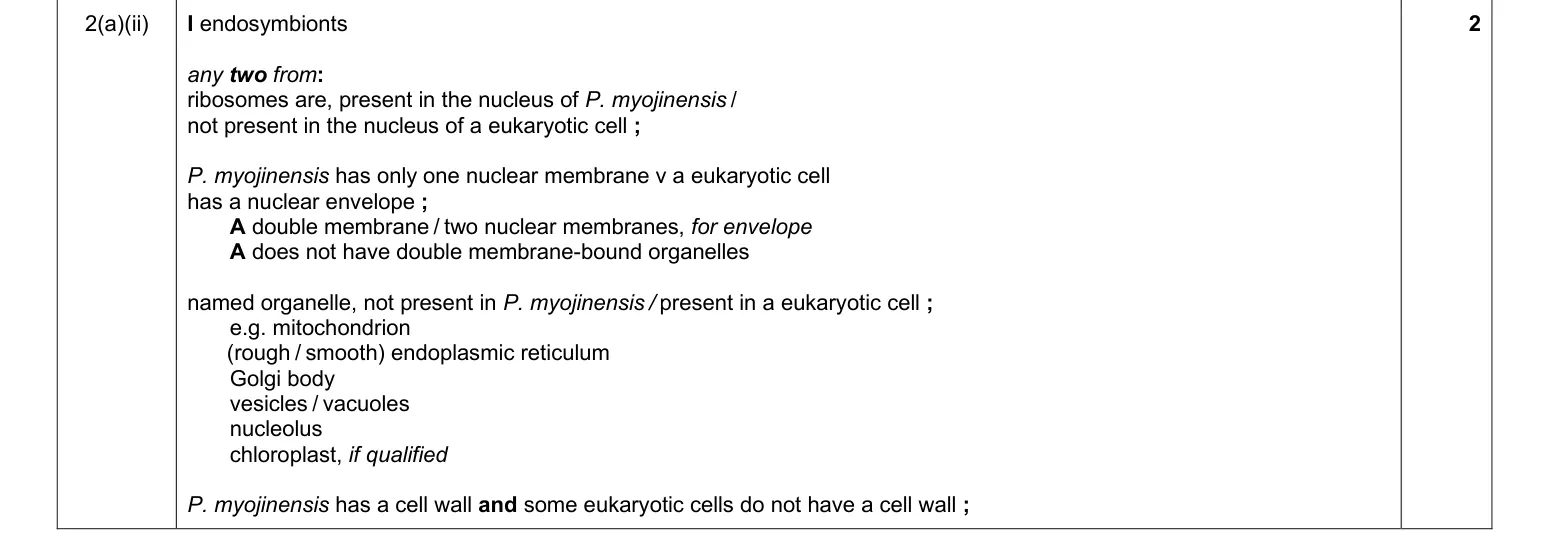 2(a)(ii) I endosymbionts 2
any two from:
ribosomes are, present in the nucleus of P. myojinensis /
not present in the nucleus of a eukaryotic cell ;
P. myojinensis has only one nuclear membrane v a eukaryotic cell
has a nuclear envelope ;
A double membrane / two nuclear membranes, for envelope
A does not have double membrane-bound organelles
named organelle, not present in P. myojinensis / present in a eukaryotic cell ;
e.g. mitochondrion
(rough / smooth) endoplasmic reticulum
Golgi body
vesicles / vacuoles
nucleolus
chloroplast, if qualified
P. myojinensis has a cell wall and some eukaryotic cells do not have a cell wall ;